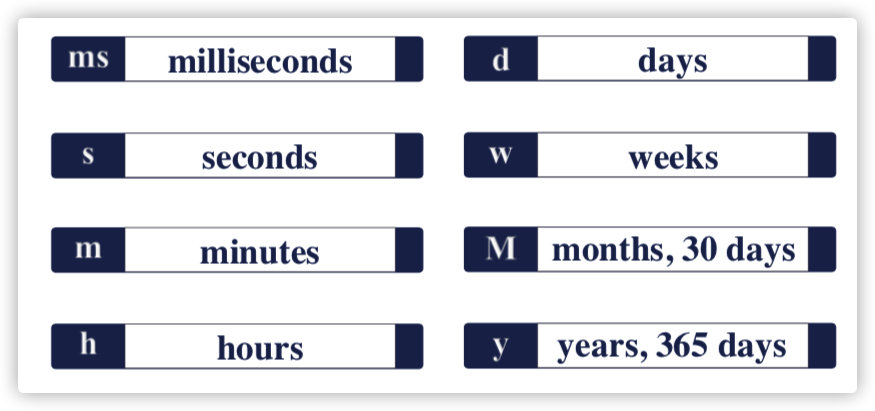 ms milliseconds
d days
s seconds
w weeks
m minutes
M months, 30 days
h hours
y years, 365 days